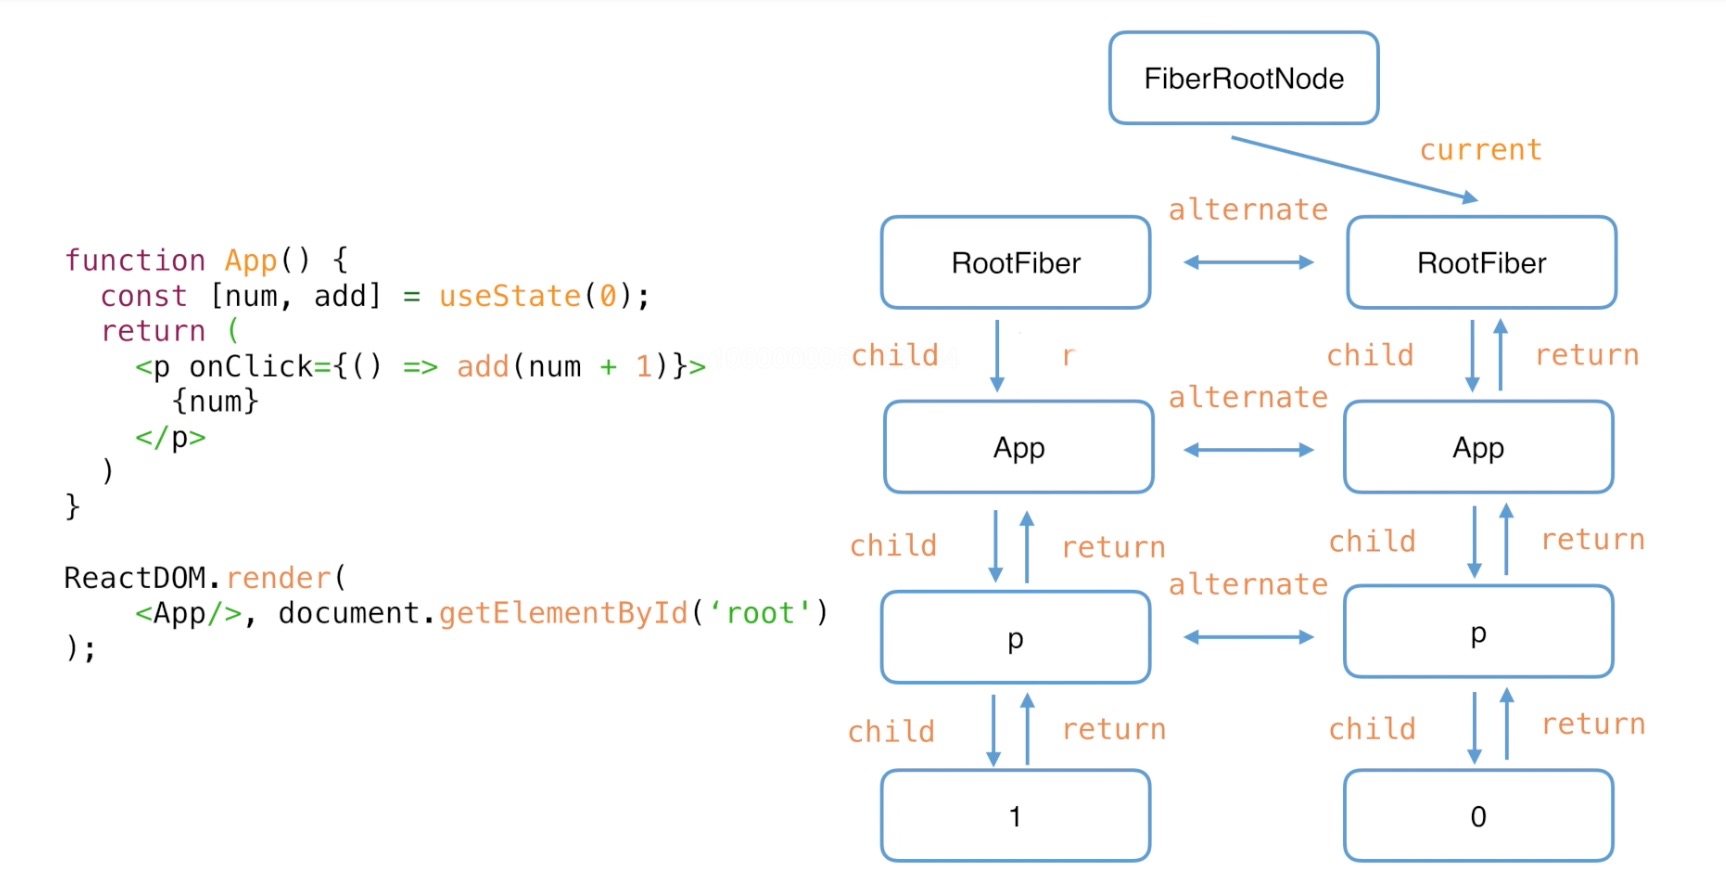 function App() {
const [num, add] = useState(0);
return (
<p onClick={() => add(num + 1)}>
{num}
</p>
)
}
ReactDOM.render(
<App/>, document.getElementById(‘root')
);
FiberRootNode
current
alternate
RootFiber
RootFiber
child
r
child
return
alternate
App
App
child
return
child
return
alternate
p
p
child
return
child
return
1
0